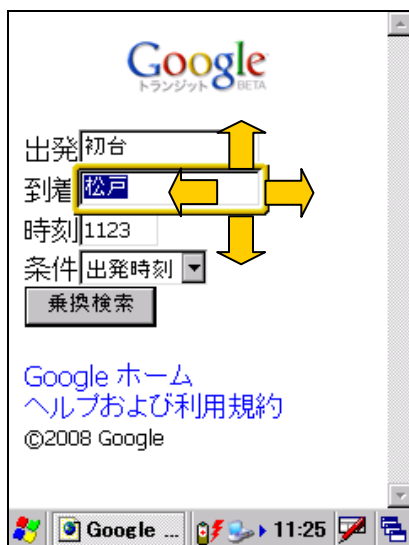 Google
トランジット BETA
出発 初台
到着 松戸
時刻 1123
条件 出発時刻
乗換検索
Google ホーム
ヘルプおよび利用規約
©2008 Google
Google ... 11:25